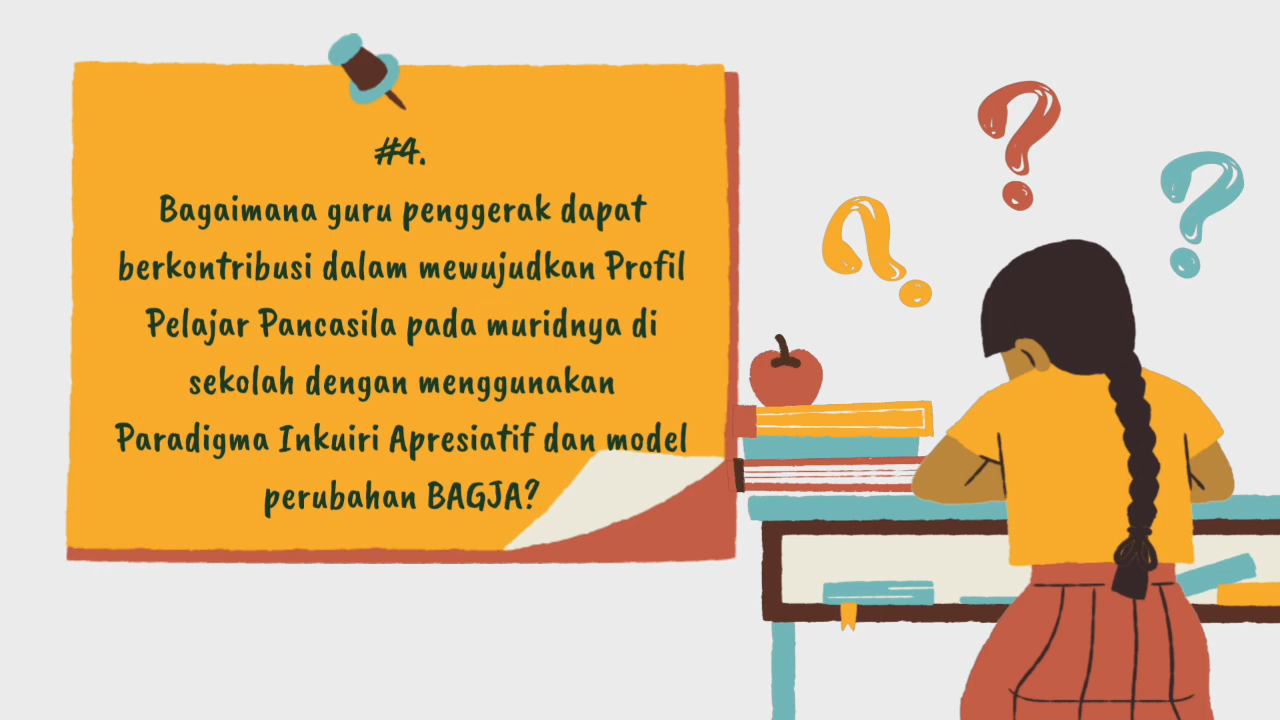 #4.
Bagaimana guru penggerak dapat
berkontribusi dalam mewujudkan Profil
Pelajar Pancasila pada muridnya di
sekolah dengan menggunakan
Paradigma Inkuiri Apresiatif dan model
perubahan BAGJA?